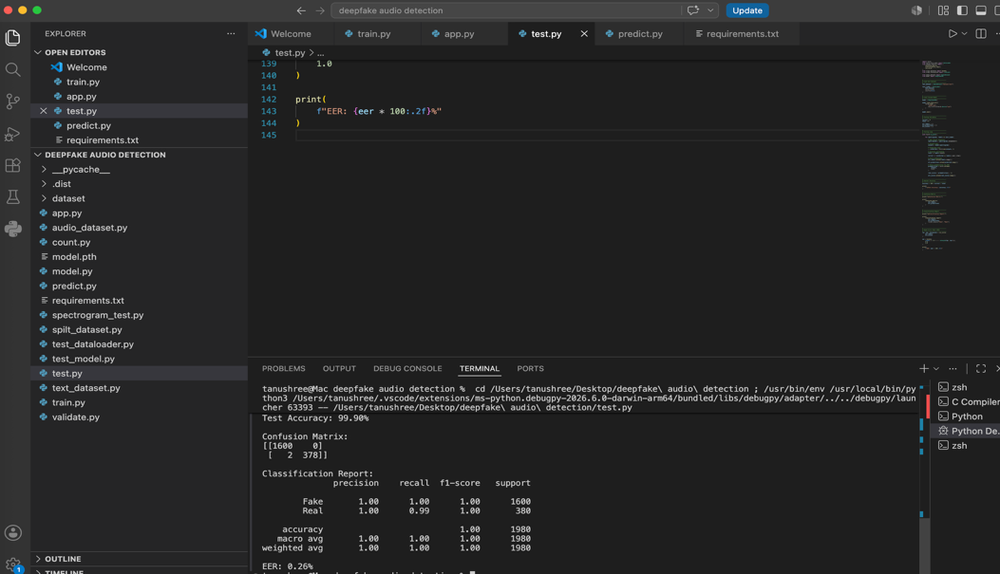 deepfake audio detection
Update
EXPLORER
Welcome
train.py
app.py
test.py
predict.py
requirements.txt
OPEN EDITORS
Welcome
train.py
app.py
test.py
predict.py
requirements.txt
DEEPFAKE AUDIO DETECTION
__pycache__
.dist
dataset
app.py
audio_dataset.py
count.py
model.pth
model.py
predict.py
requirements.txt
spectrogram_test.py
spilt_dataset.py
test_dataloader.py
test_model.py
test.py
text_dataset.py
train.py
validate.py
OUTLINE
TIMELINE
1
test.py > ...
139 1.0
140 )
141
142 print(
143 f"EER: {eer * 100:.2f}%"
144 )
145
PROBLEMS OUTPUT DEBUG CONSOLE TERMINAL PORTS
tanushree@Mac deepfake audio detection % cd /Users/tanushree/Desktop/deepfake\ audio\ detection ; /usr/bin/env /usr/local/bin/py
thon3 /Users/tanushree/.vscode/extensions/ms-python.debugpy-2026.6.0-darwin-arm64/bundled/libs/debugpy/adapter/../../debugpy/laun
cher 63393 -- /Users/tanushree/Desktop/deepfake\ audio\ detection/test.py
Test Accuracy: 99.90%
Confusion Matrix:
[[1600 0]
[ 2 378]]
Classification Report:
precision recall f1-score support
Fake 1.00 1.00 1.00 1600
Real 1.00 0.99 1.00 380
accuracy 1.00 1980
macro avg 1.00 1.00 1.00 1980
weighted avg 1.00 1.00 1.00 1980
EER: 0.26%
zsh
C Compiler
Python
Python De...
zsh